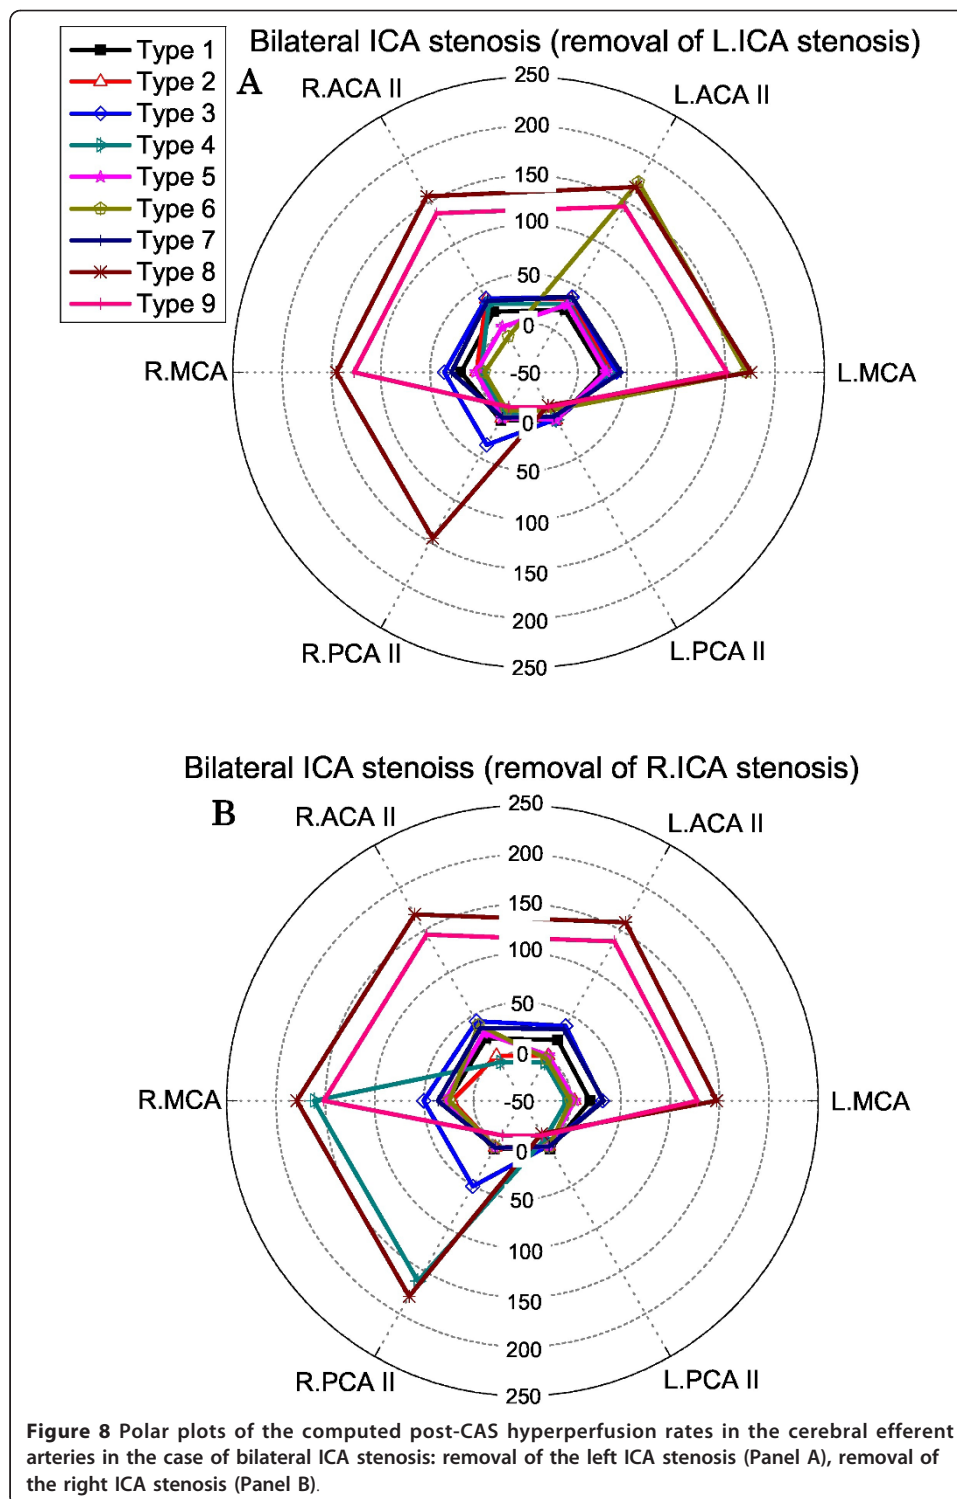 Type 1
Type 2
Type 3
Type 4
Type 5
Type 6
Type 7
Type 8
Type 9
Bilateral ICA stenosis (removal of L.ICA stenosis)
A
R.ACA II
250
L.ACA II
200
150
100
50
0
R.MCA
-50
L.MCA
0
50
100
150
R.PCA II
200
L.PCA II
250
Bilateral ICA stenoiss (removal of R.ICA stenosis)
B
R.ACA II
250
L.ACA II
200
150
100
50
0
R.MCA
-50
L.MCA
0
50
100
150
200
R.PCA II
L.PCA II
250
Figure 8 Polar plots of the computed post-CAS hyperperfusion rates in the cerebral efferent
arteries in the case of bilateral ICA stenosis: removal of the left ICA stenosis (Panel A), removal of
the right ICA stenosis (Panel B).